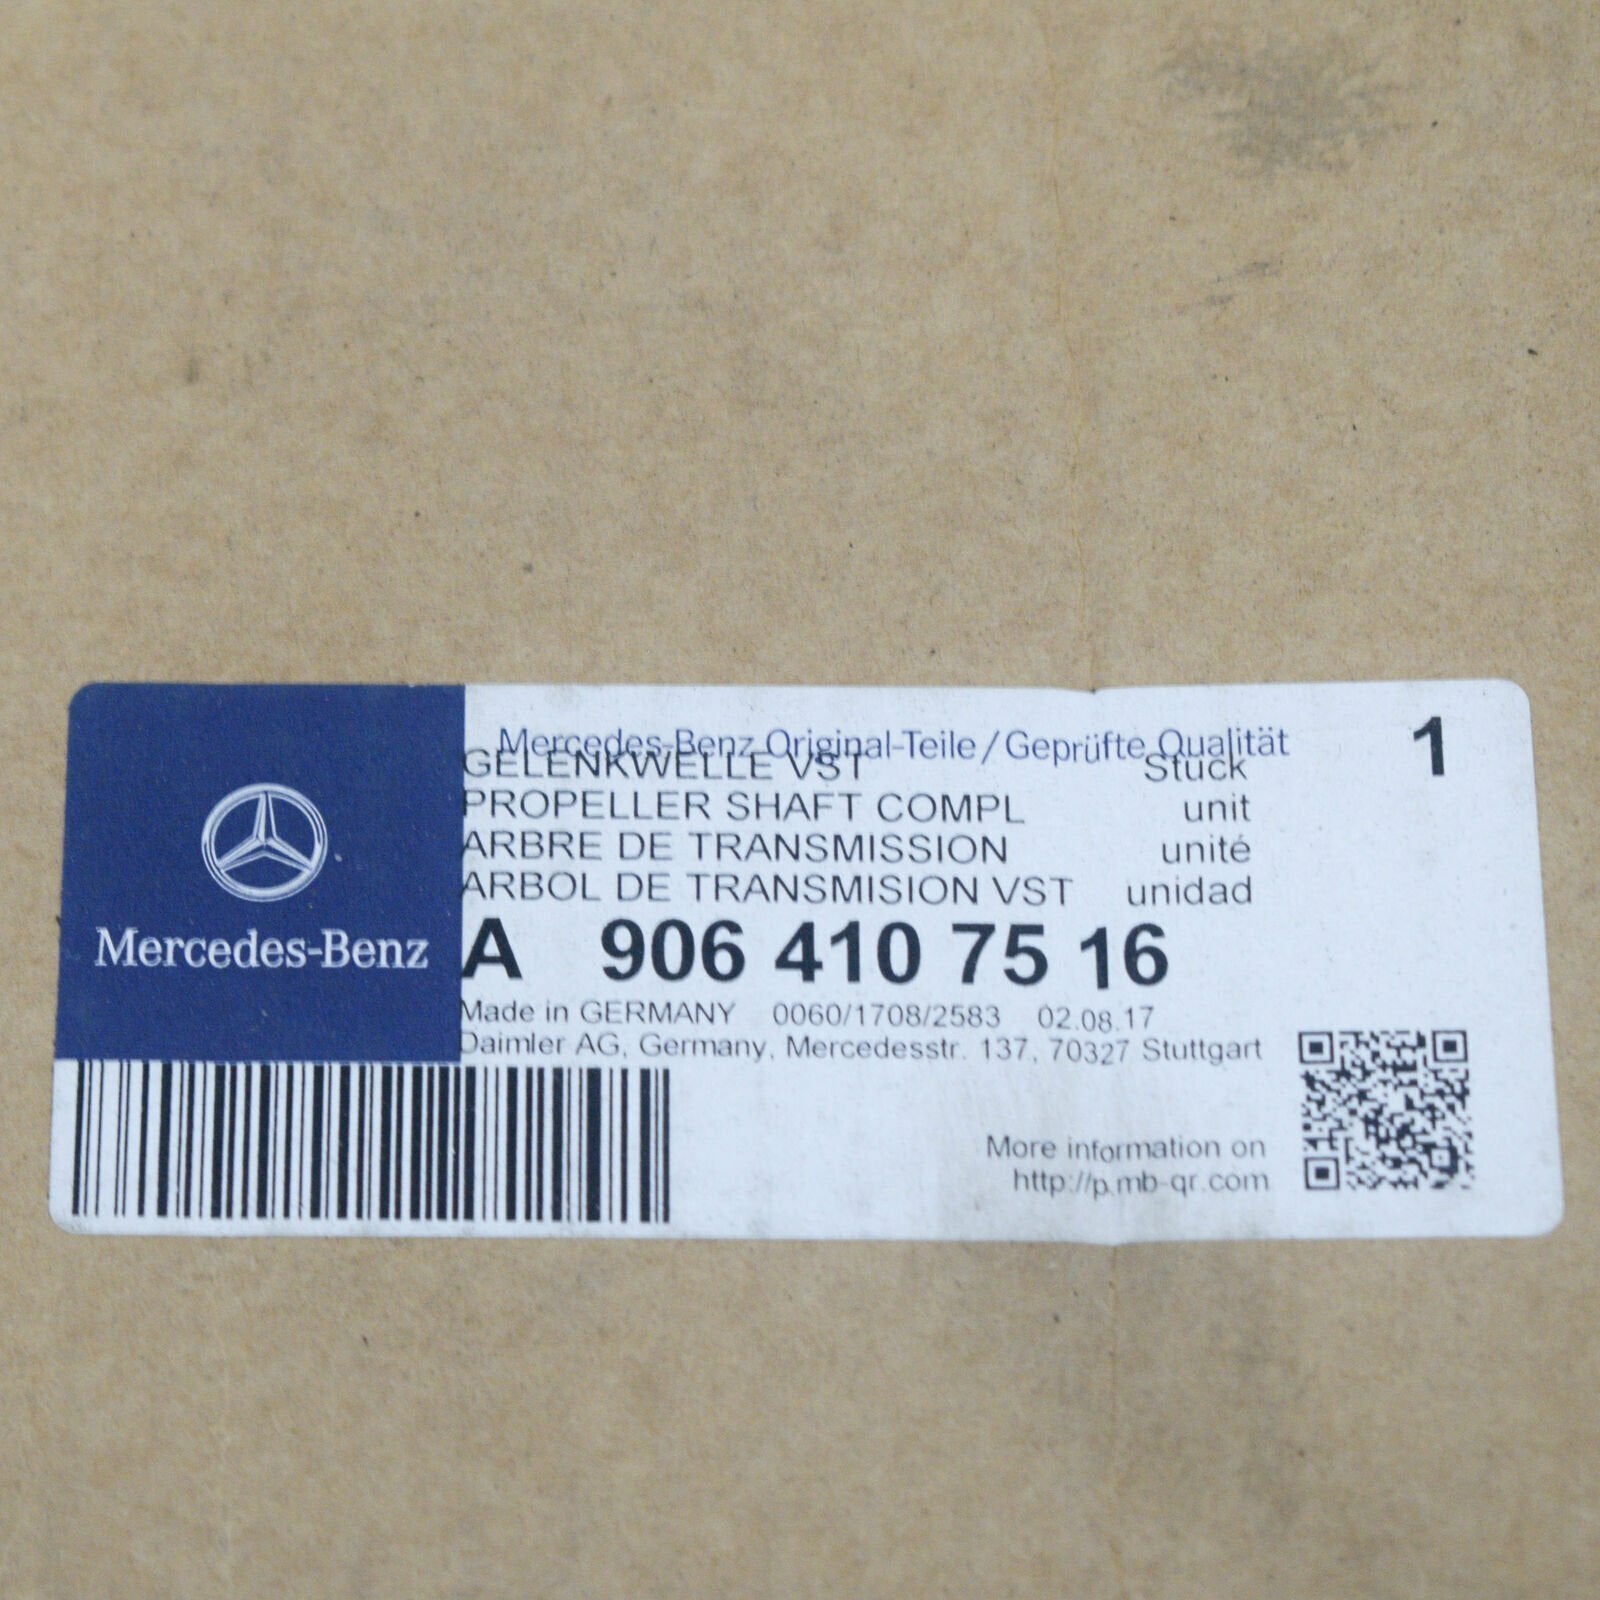 Mercedes-Benz
Mercedes-Benz Original-Teile / Geprüfte Qualität
GELENKWELLE VST Stück 1
PROPELLER SHAFT COMPL unit
ARBRE DE TRANSMISSION unité
ARBOL DE TRANSMISION VST unidad
A 906 410 75 16
Made in GERMANY 0060/1708/2583 02.08.17
Daimler AG, Germany, Mercedesstr. 137, 70327 Stuttgart
More information on
http://p.mb-qr.com